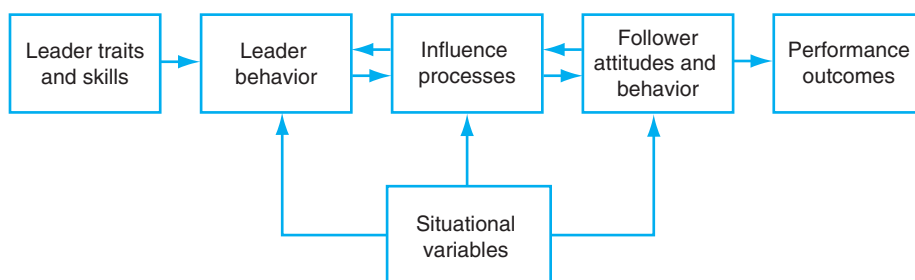 Leader traits
and skills
Leader
behavior
Influence
processes
Follower
attitudes and
behavior
Performance
outcomes
Situational
variables